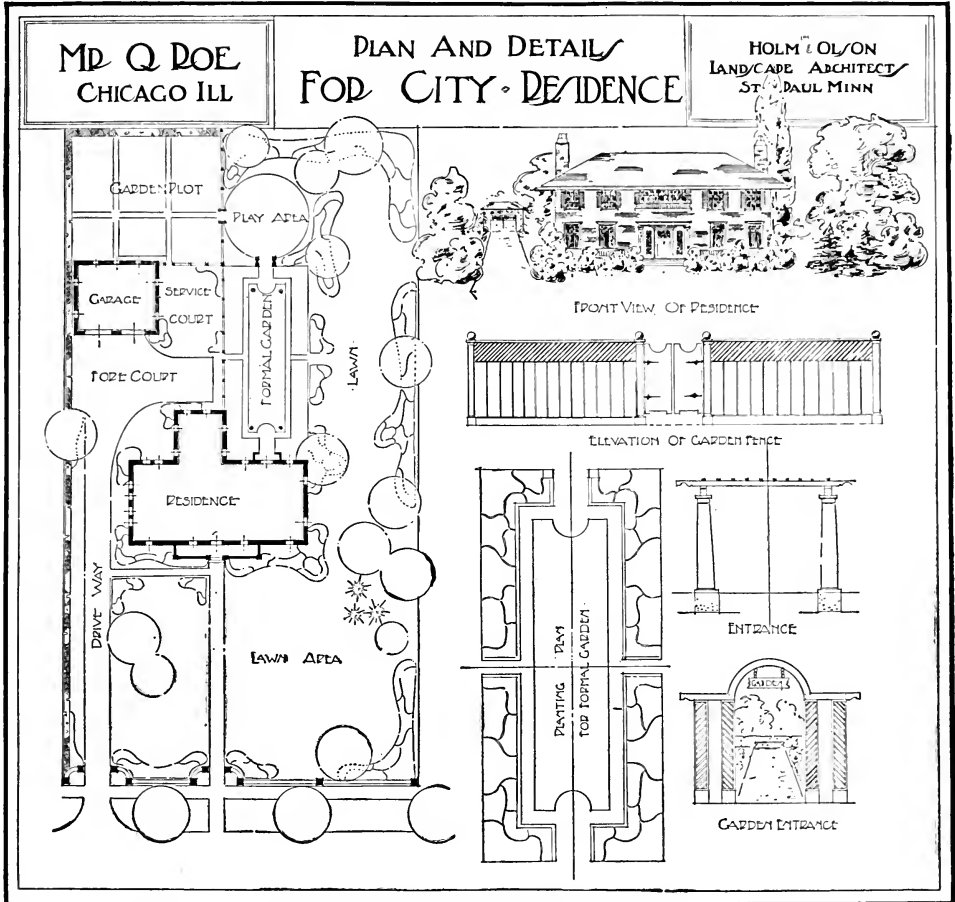 MR Q ROE
CHICAGO ILL
PLAN AND DETAILS
FOR CITY · RESIDENCE
HOLM & OLSON
LANDSCAPE ARCHITECTS
ST PAUL MINN
GARDEN PLOT
PLAY AREA
GARAGE
SERVICE
COURT
FORMAL GARDEN
· LAWN ·
FORE COURT
RESIDENCE
DRIVE WAY
LAWN AREA
FRONT VIEW OF RESIDENCE
ELEVATION OF GARDEN FENCE
PLANTING PLAN
FOR FORMAL GARDEN ·
ENTRANCE
GARDEN
GARDEN ENTRANCE